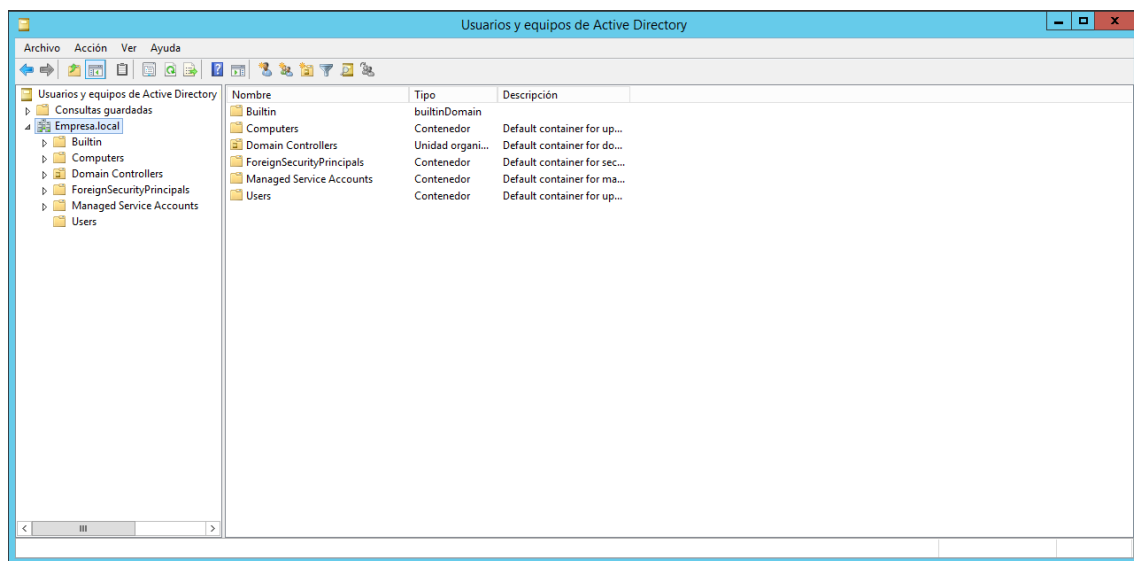 Usuarios y equipos de Active Directory
Archivo Acción Ver Ayuda
Usuarios y equipos de Active Directory
Consultas guardadas
Empresa.local
Builtin
Computers
Domain Controllers
ForeignSecurityPrincipals
Managed Service Accounts
Users
Nombre Tipo Descripción
Builtin builtinDomain
Computers Contenedor Default container for up...
Domain Controllers Unidad organi... Default container for do...
ForeignSecurityPrincipals Contenedor Default container for sec...
Managed Service Accounts Contenedor Default container for ma...
Users Contenedor Default container for up...